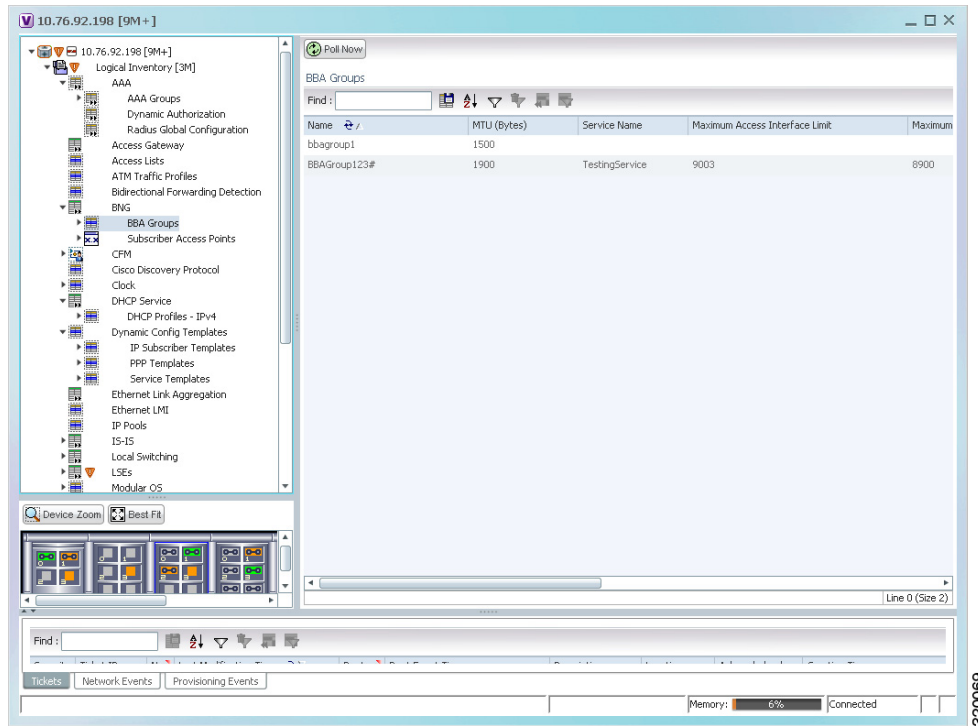 V 10.76.92.198 [9M+]
10.76.92.198 [9M+]
Logical Inventory [3M]
AAA
AAA Groups
Dynamic Authorization
Radius Global Configuration
Access Gateway
Access Lists
ATM Traffic Profiles
Bidirectional Forwarding Detection
BNG
BBA Groups
Subscriber Access Points
CFM
Cisco Discovery Protocol
Clock
DHCP Service
DHCP Profiles - IPv4
Dynamic Config Templates
IP Subscriber Templates
PPP Templates
Service Templates
Ethernet Link Aggregation
Ethernet LMI
IP Pools
IS-IS
Local Switching
LSEs
Modular OS
Device Zoom Best Fit
Poll Now
BBA Groups
Find :
Name MTU (Bytes) Service Name Maximum Access Interface Limit Maximum
bbagroup1 1500
BBAGroup123# 1900 TestingService 9003 8900
Line 0 (Size 2)
Find :
Tickets Network Events Provisioning Events
Memory: 6% Connected